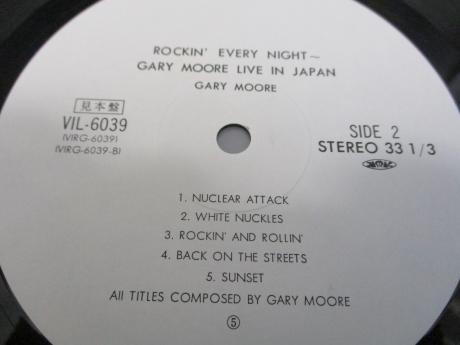 ROCKIN' EVERY NIGHT~
GARY MOORE LIVE IN JAPAN
GARY MOORE
見本盤
VIL-6039
(VIRG-6039)
(VIRG-6039-B)
SIDE 2
STEREO 33 1/3
1. NUCLEAR ATTACK
2. WHITE NUCKLES
3. ROCKIN' AND ROLLIN'
4. BACK ON THE STREETS
5. SUNSET
All TITLES COMPOSED BY GARY MOORE
⑤